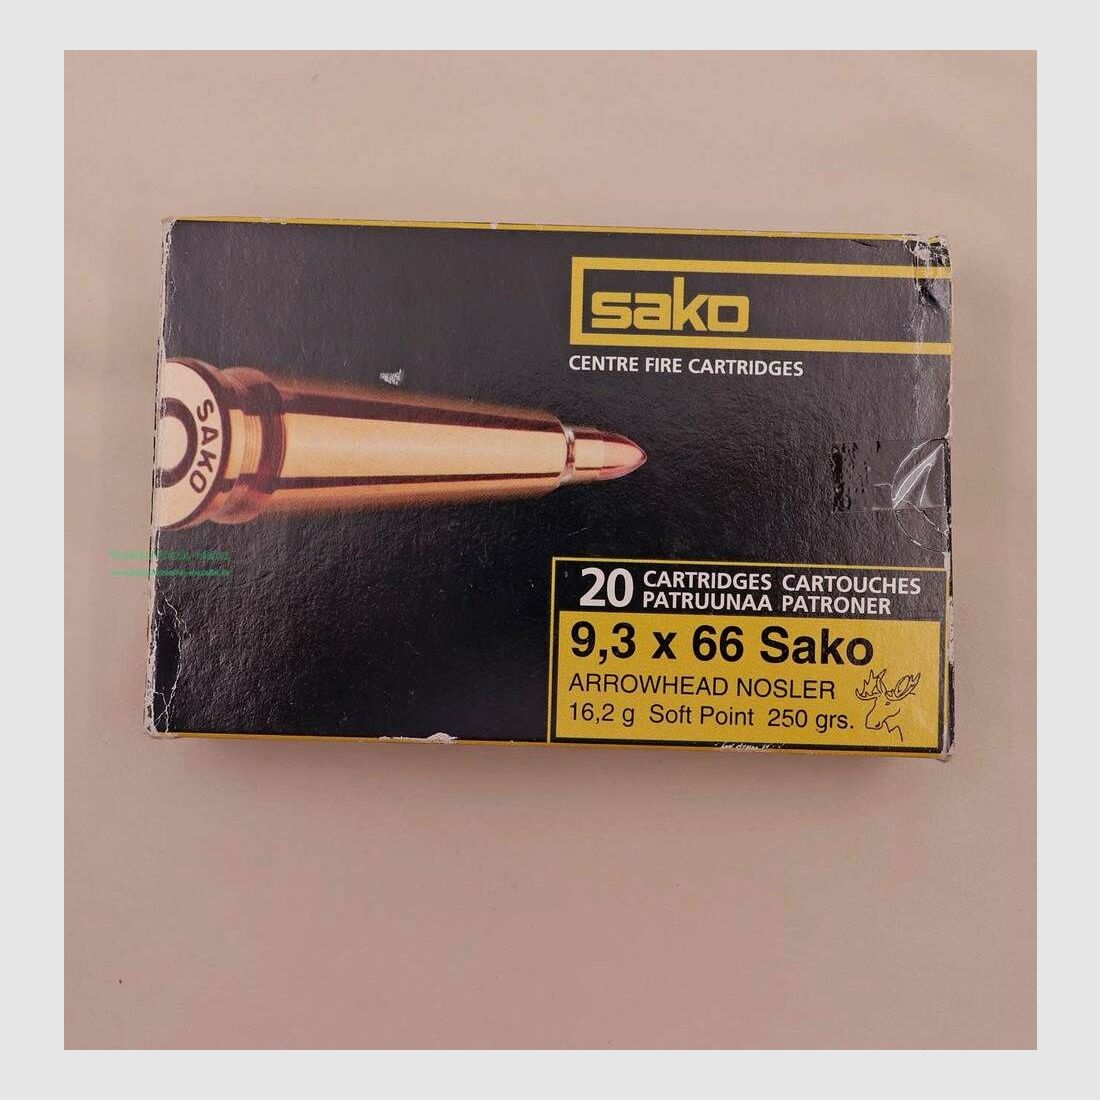 sako
CENTRE FIRE CARTRIDGES
SAKO
20 CARTRIDGES CARTOUCHES
PATRUUNAA PATRONER
9,3 x 66 Sako
ARROWHEAD NOSLER
16,2 g Soft Point 250 grs.